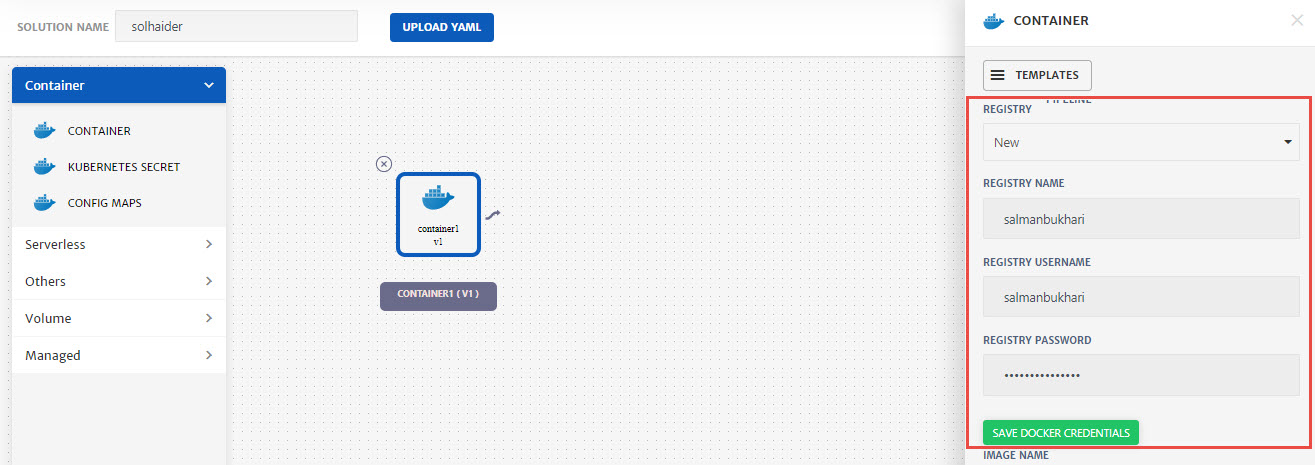 SOLUTION NAME
solhaider
UPLOAD YAML
Container
CONTAINER
KUBERNETES SECRET
CONFIG MAPS
Serverless
Others
Volume
Managed
container1
v1
CONTAINER1 ( V1 )
CONTAINER
TEMPLATES
PIPELINE
REGISTRY
New
REGISTRY NAME
salmanbukhari
REGISTRY USERNAME
salmanbukhari
REGISTRY PASSWORD
•••••••••••••••
SAVE DOCKER CREDENTIALS
IMAGE NAME